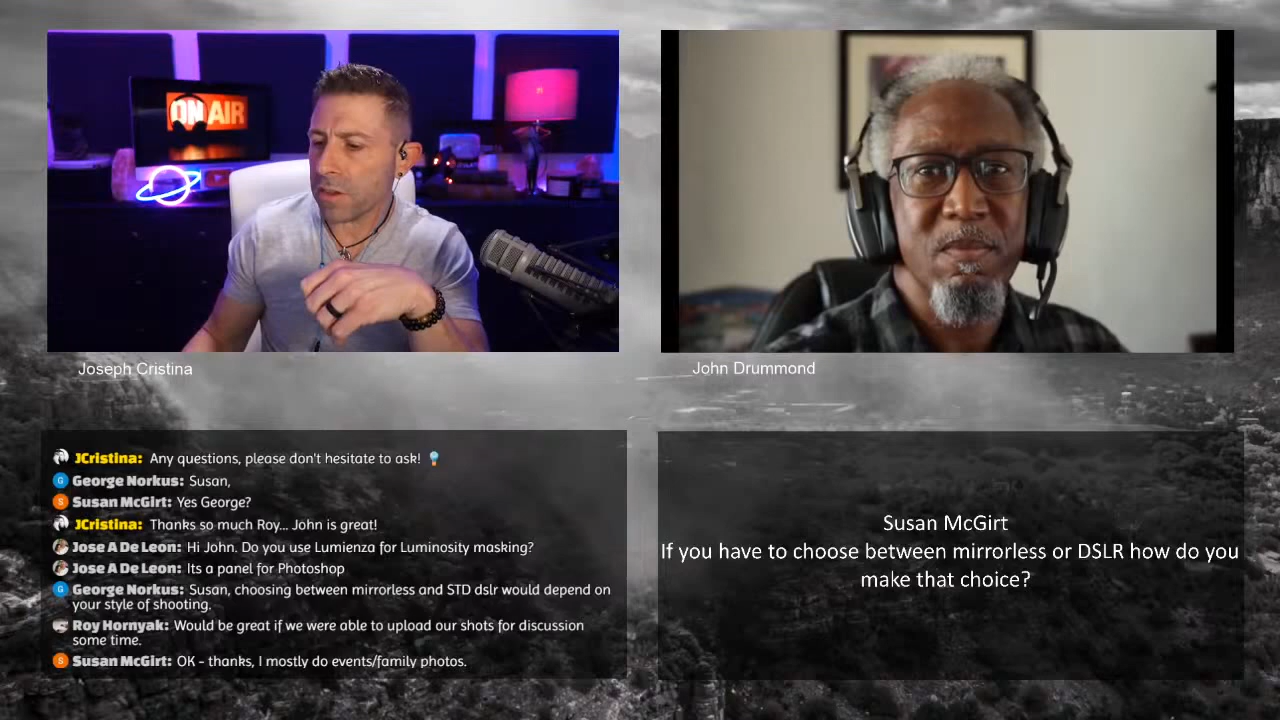 ON AIR
Joseph Cristina
John Drummond
JCristina: Any questions, please don't hesitate to ask!
George Norkus: Susan,
Susan McGirt: Yes George?
JCristina: Thanks so much Roy... John is great!
Jose A De Leon: Hi John. Do you use Lumienza for Luminosity masking?
Jose A De Leon: Its a panel for Photoshop
George Norkus: Susan, choosing between mirrorless and STD dslr would depend on
your style of shooting.
Roy Hornyak: Would be great if we were able to upload our shots for discussion
some time.
Susan McGirt: OK - thanks, I mostly do events/family photos.
Susan McGirt
If you have to choose between mirrorless or DSLR how do you
make that choice?